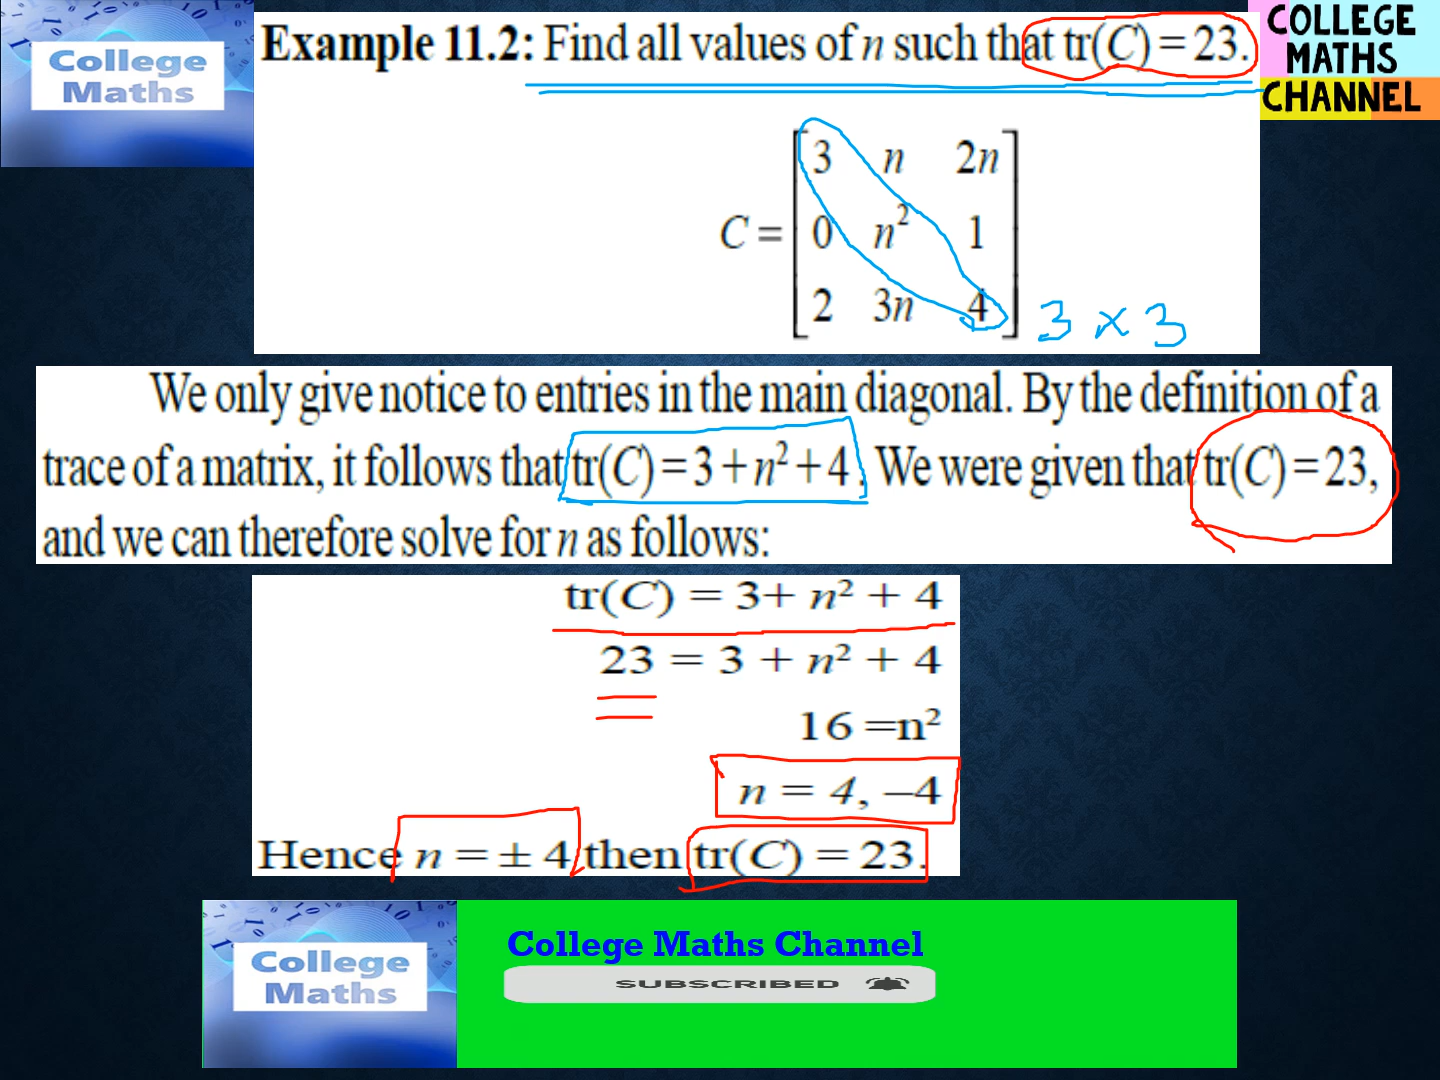 College
Maths
Example 11.2: Find all values of n such that tr(C) = 23.
COLLEGE
MATHS
CHANNEL
C = [3 n 2n
0 n² 1
2 3n 4] 3 × 3
We only give notice to entries in the main diagonal. By the definition of a
trace of a matrix, it follows that tr(C) = 3 + n² + 4. We were given that tr(C) = 23,
and we can therefore solve for n as follows:
tr(C) = 3+ n² + 4
23 = 3 + n² + 4
16 =n²
n = 4, –4
Hence n = ± 4 then tr(C) = 23.
College
Maths
College Maths Channel
SUBSCRIBED